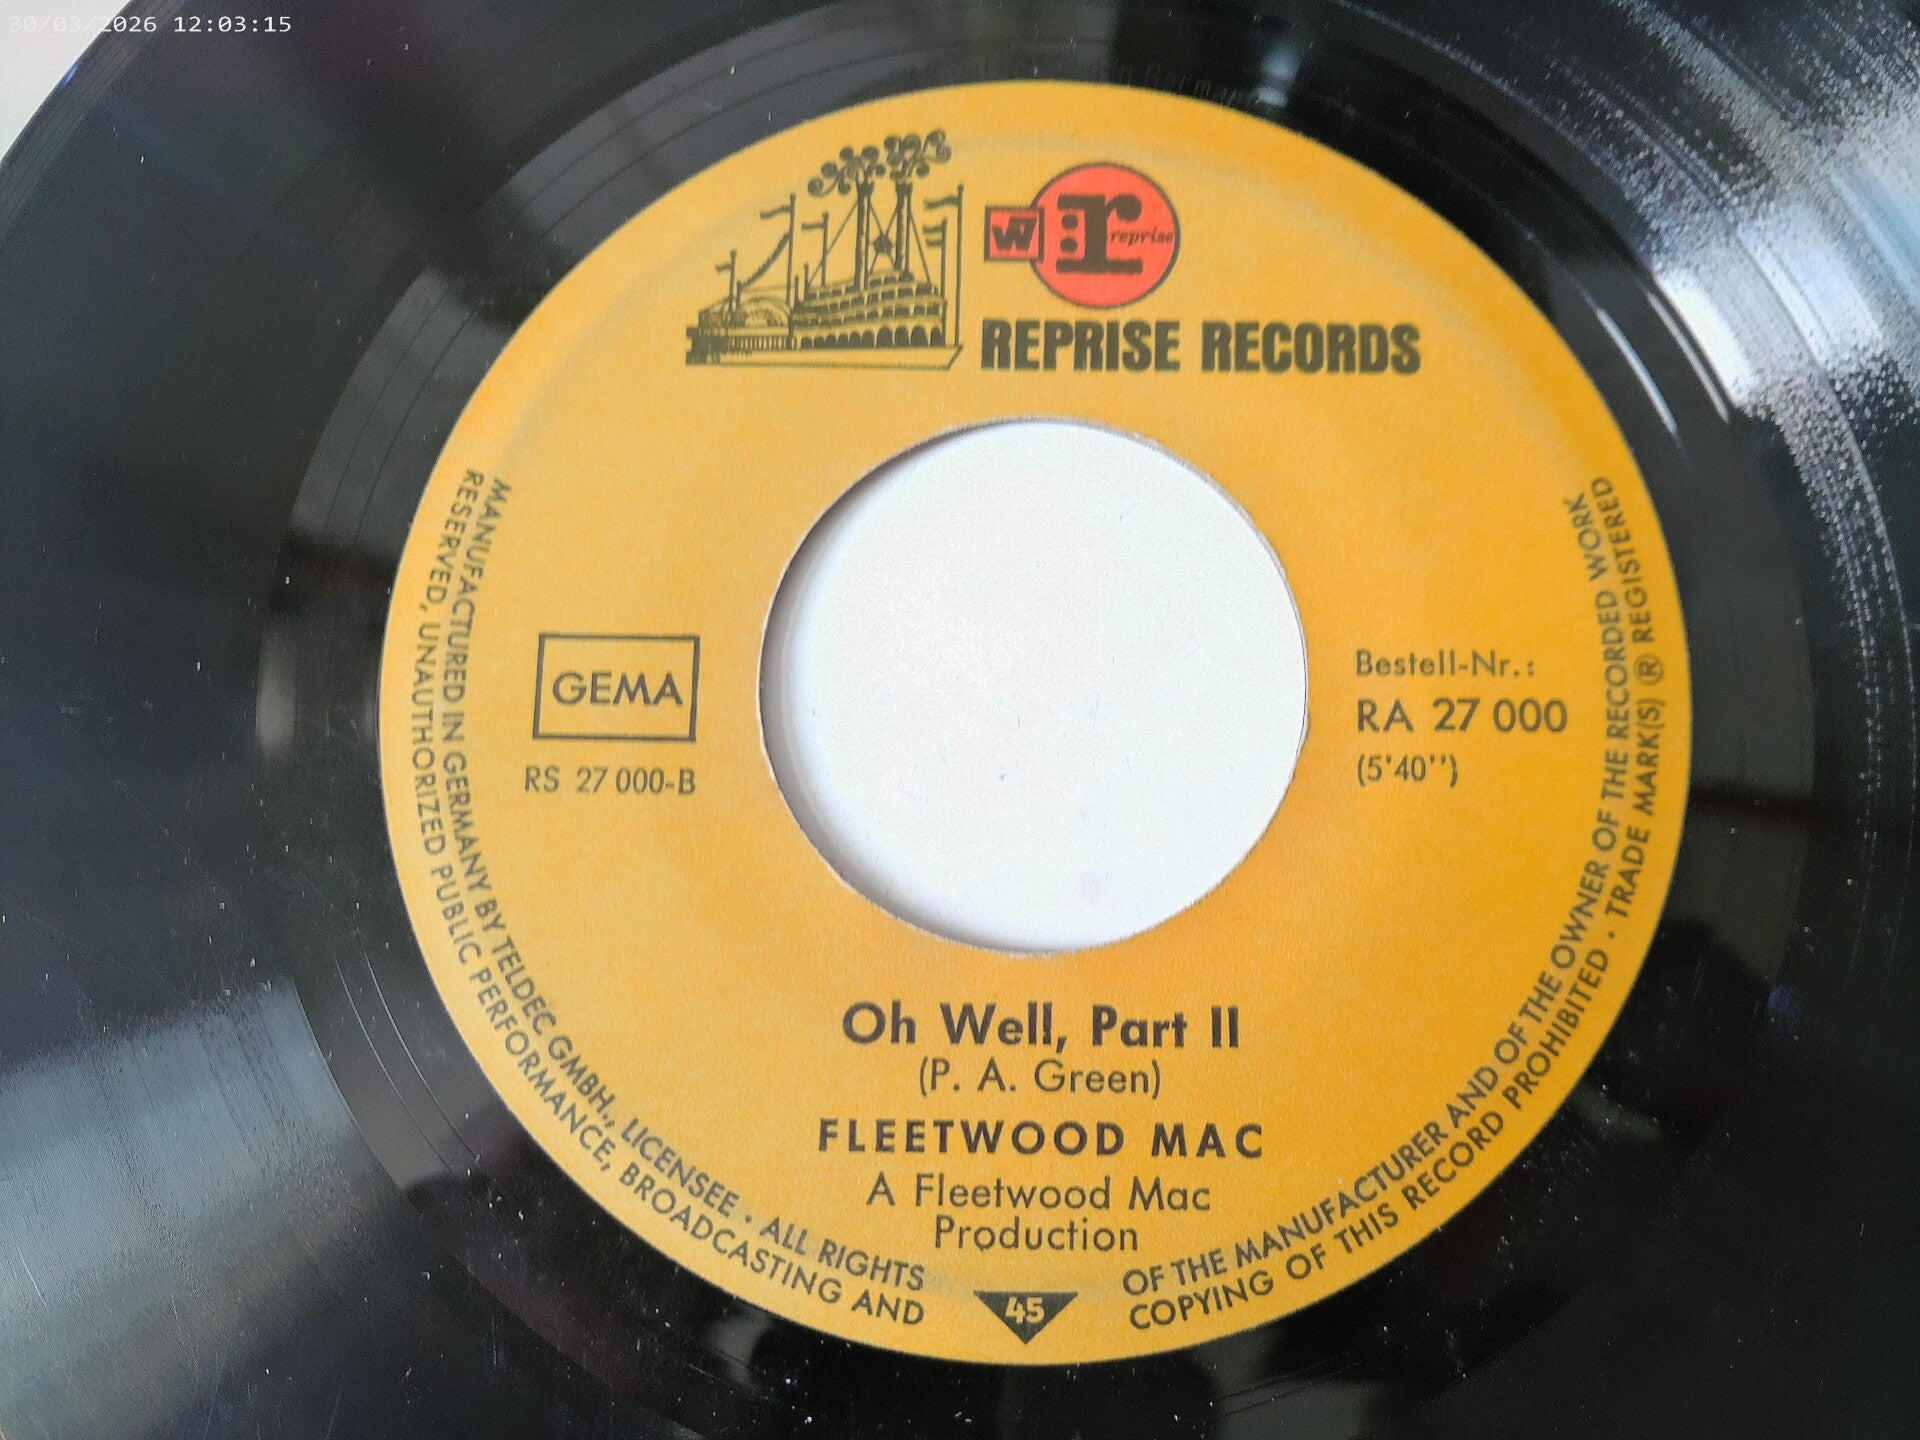 30/03/2026 12:03:15
in Germany
W
r reprise
REPRISE RECORDS
GEMA
RS 27 000-B
Bestell-Nr.:
RA 27 000
(5'40'')
Oh Well, Part II
(P. A. Green)
FLEETWOOD MAC
A Fleetwood Mac
Production
45
MANUFACTURED IN GERMANY BY TELDEC GMBH., LICENSEE · ALL RIGHTS OF THE MANUFACTURER AND OF THE OWNER OF THE RECORDED WORK
RESERVED, UNAUTHORIZED PUBLIC PERFORMANCE, BROADCASTING AND COPYING OF THIS RECORD PROHIBITED · TRADE MARK(S) ® REGISTERED